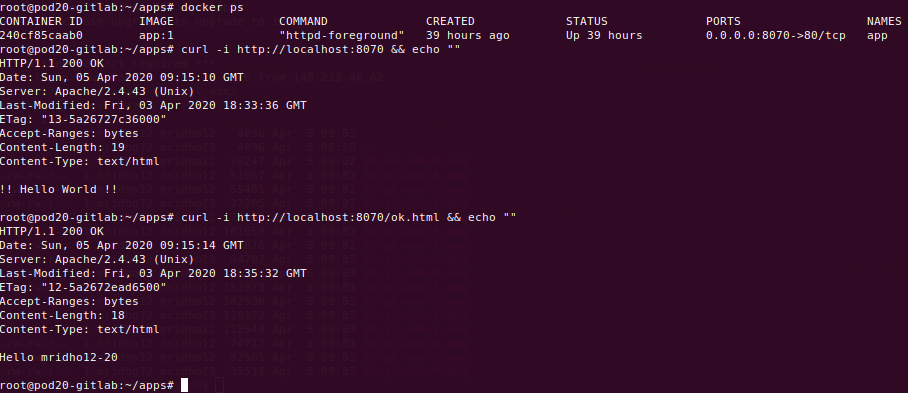 root@pod20-gitlab:~/apps# docker ps
CONTAINER ID        IMAGE               COMMAND              CREATED             STATUS              PORTS                  NAMES
240cf85caab0        app:1               "httpd-foreground"   39 hours ago        Up 39 hours         0.0.0.0:8070->80/tcp   app
root@pod20-gitlab:~/apps# curl -i http://localhost:8070 && echo ""
HTTP/1.1 200 OK
Date: Sun, 05 Apr 2020 09:15:10 GMT
Server: Apache/2.4.43 (Unix)
Last-Modified: Fri, 03 Apr 2020 18:33:36 GMT
ETag: "13-5a26727c36000"
Accept-Ranges: bytes
Content-Length: 19
Content-Type: text/html

!! Hello World !!

root@pod20-gitlab:~/apps# curl -i http://localhost:8070/ok.html && echo ""
HTTP/1.1 200 OK
Date: Sun, 05 Apr 2020 09:15:14 GMT
Server: Apache/2.4.43 (Unix)
Last-Modified: Fri, 03 Apr 2020 18:35:32 GMT
ETag: "12-5a2672ead6500"
Accept-Ranges: bytes
Content-Length: 18
Content-Type: text/html

Hello mridho12-20

root@pod20-gitlab:~/apps#